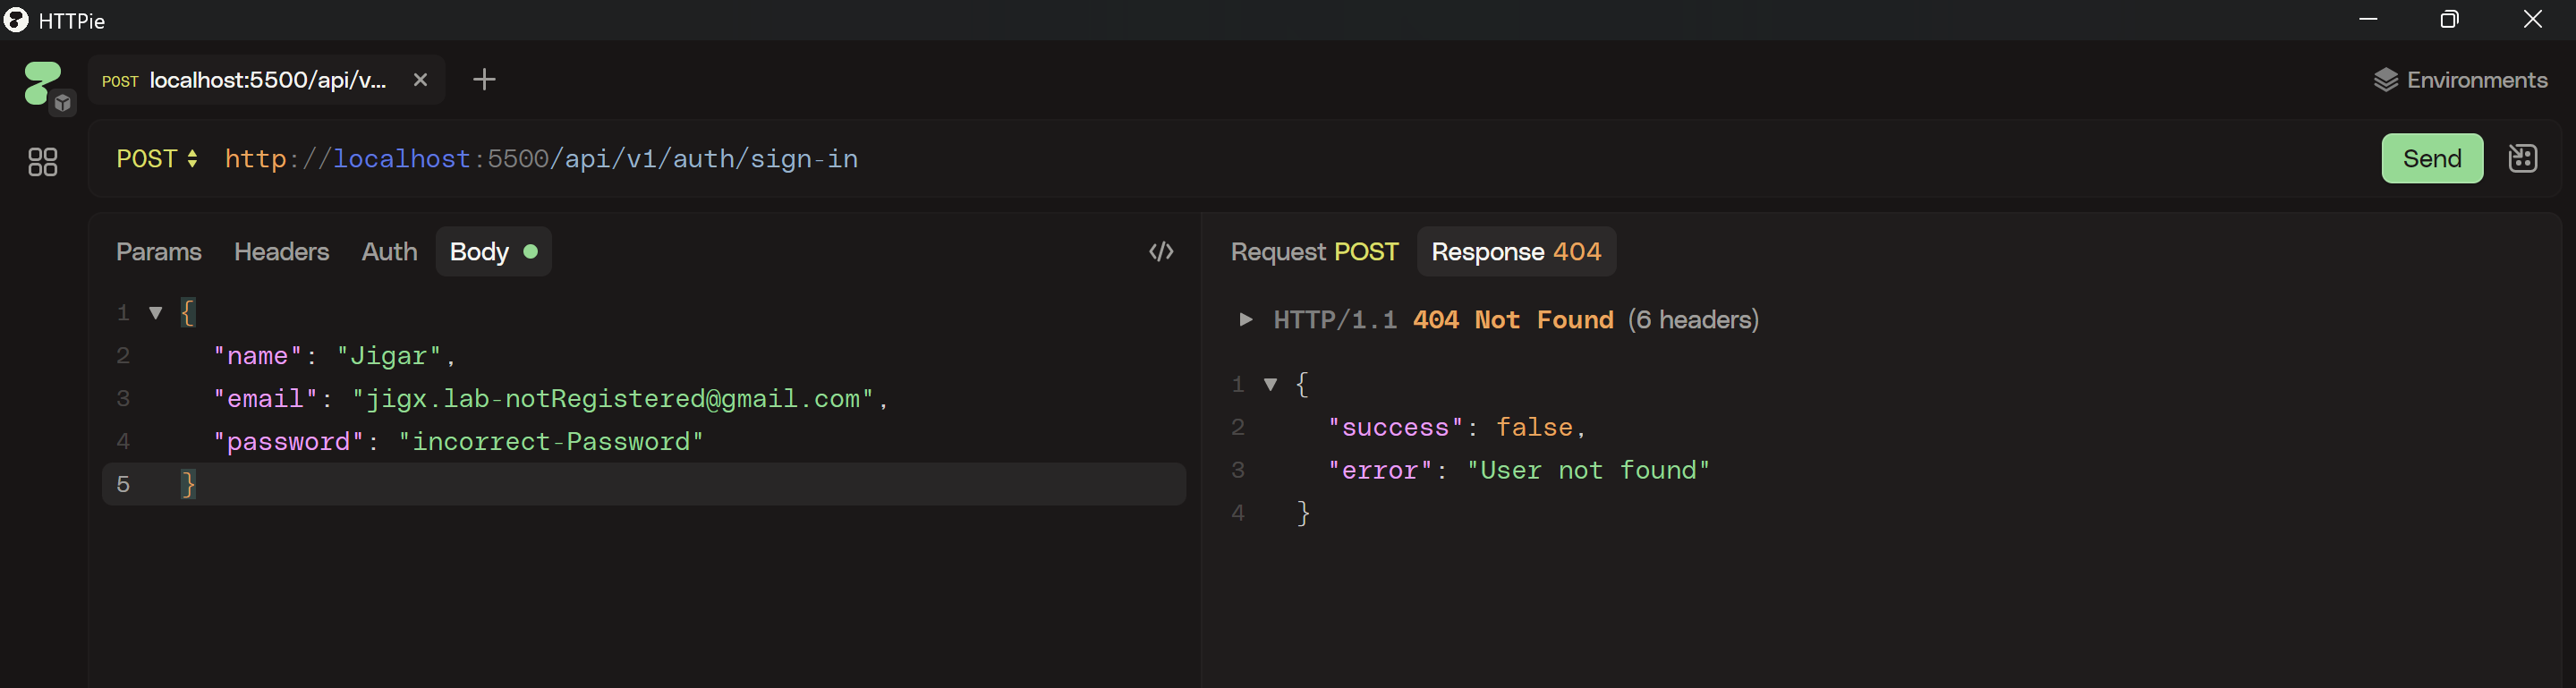 HTTPie
POST localhost:5500/api/v...
Environments
POST http://localhost:5500/api/v1/auth/sign-in
Send
Params Headers Auth Body
1 {
2 "name": "Jigar",
3 "email": "jigx.lab-notRegistered@gmail.com",
4 "password": "incorrect-Password"
5 }
Request POST Response 404
HTTP/1.1 404 Not Found (6 headers)
1 {
2 "success": false,
3 "error": "User not found"
4 }